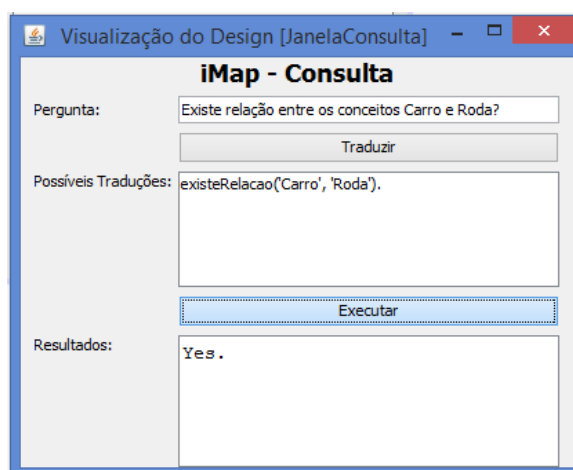 Visualização do Design [JanelaConsulta]
iMap - Consulta
Pergunta: Existe relação entre os conceitos Carro e Roda?
Traduzir
Possíveis Traduções: existeRelacao('Carro', 'Roda').
Executar
Resultados: Yes.